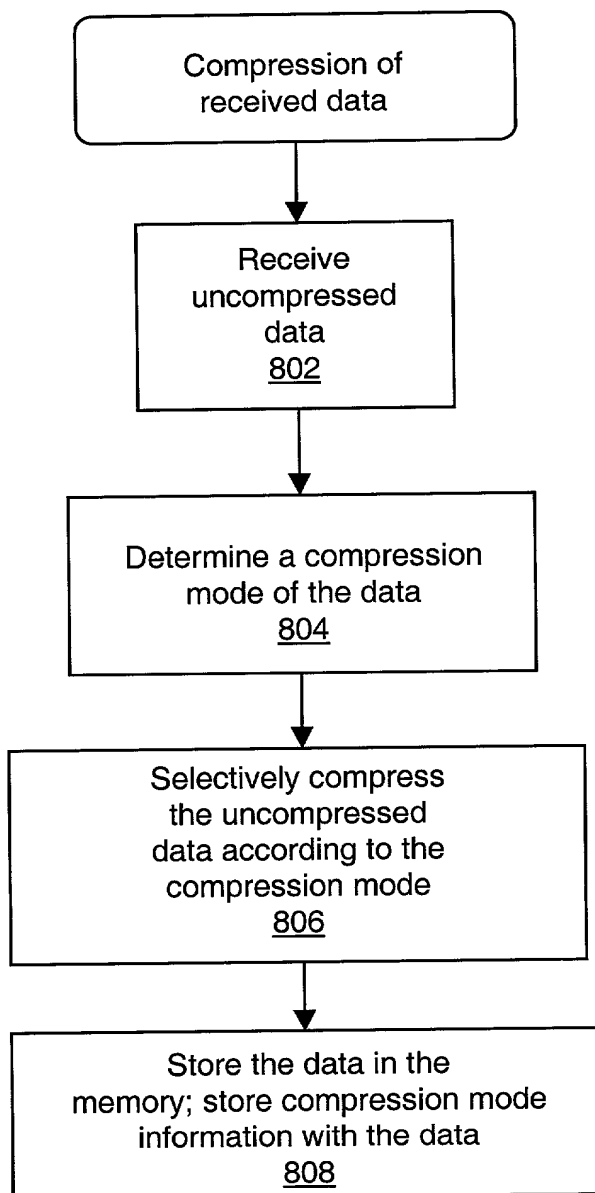 Compression of
received data
Receive
uncompressed
data
802
Determine a compression
mode of the data
804
Selectively compress
the uncompressed
data according to the
compression mode
806
Store the data in the
memory; store compression mode
information with the data
808